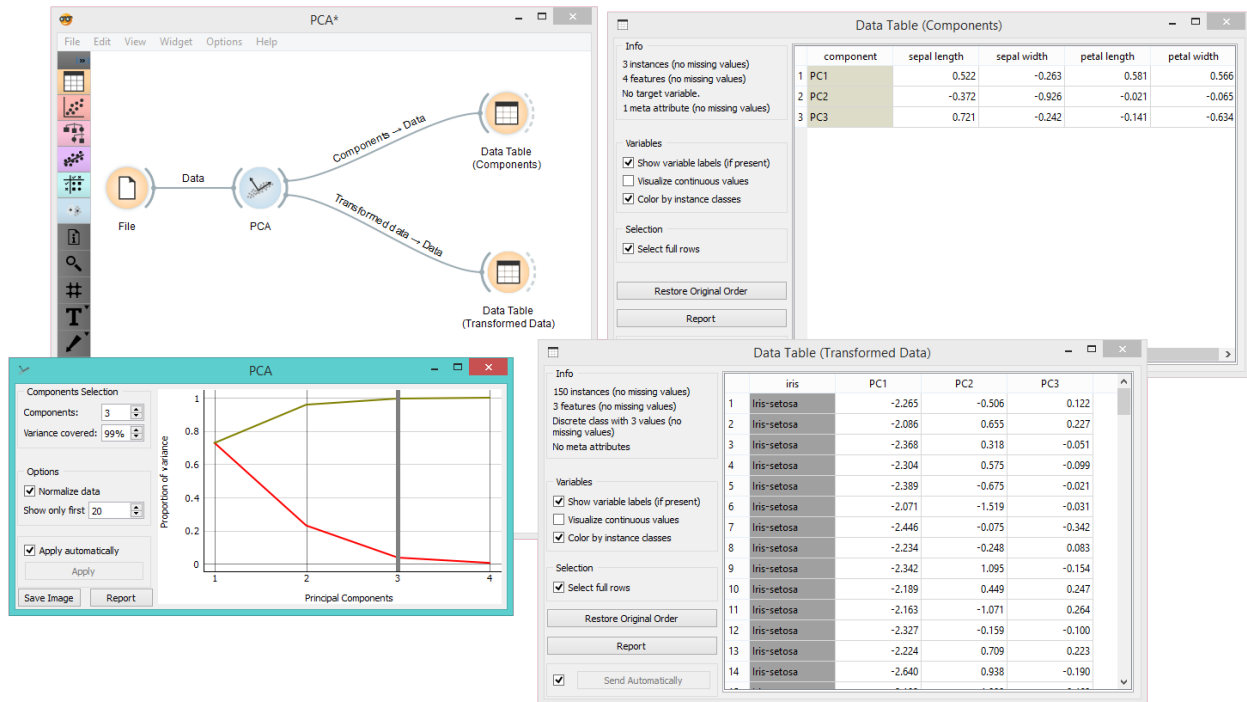 PCA*
File Edit View Widget Options Help
Data
File
PCA
Components → Data
Transformed data → Data
Data Table
(Components)
Data Table
(Transformed Data)
Data Table (Components)
Info
3 instances (no missing values)
4 features (no missing values)
No target variable.
1 meta attribute (no missing values)
Variables
Show variable labels (if present)
Visualize continuous values
Color by instance classes
Selection
Select full rows
Restore Original Order
Report
component sepal length sepal width petal length petal width
1 PC1 0.522 -0.263 0.581 0.566
2 PC2 -0.372 -0.926 -0.021 -0.065
3 PC3 0.721 -0.242 -0.141 -0.634
PCA
Components Selection
Components: 3
Variance covered: 99%
Options
Normalize data
Show only first 20
Apply automatically
Apply
Save Image Report
Proportion of variance
1
0.8
0.6
0.4
0.2
0
1 2 3 4
Principal Components
Data Table (Transformed Data)
Info
150 instances (no missing values)
3 features (no missing values)
Discrete class with 3 values (no
missing values)
No meta attributes
Variables
Show variable labels (if present)
Visualize continuous values
Color by instance classes
Selection
Select full rows
Restore Original Order
Report
Send Automatically
iris PC1 PC2 PC3
1 Iris-setosa -2.265 -0.506 0.122
2 Iris-setosa -2.086 0.655 0.227
3 Iris-setosa -2.368 0.318 -0.051
4 Iris-setosa -2.304 0.575 -0.099
5 Iris-setosa -2.389 -0.675 -0.021
6 Iris-setosa -2.071 -1.519 -0.031
7 Iris-setosa -2.446 -0.075 -0.342
8 Iris-setosa -2.234 -0.248 0.083
9 Iris-setosa -2.342 1.095 -0.154
10 Iris-setosa -2.189 0.449 0.247
11 Iris-setosa -2.163 -1.071 0.264
12 Iris-setosa -2.327 -0.159 -0.100
13 Iris-setosa -2.224 0.709 0.223
14 Iris-setosa -2.640 0.938 -0.190